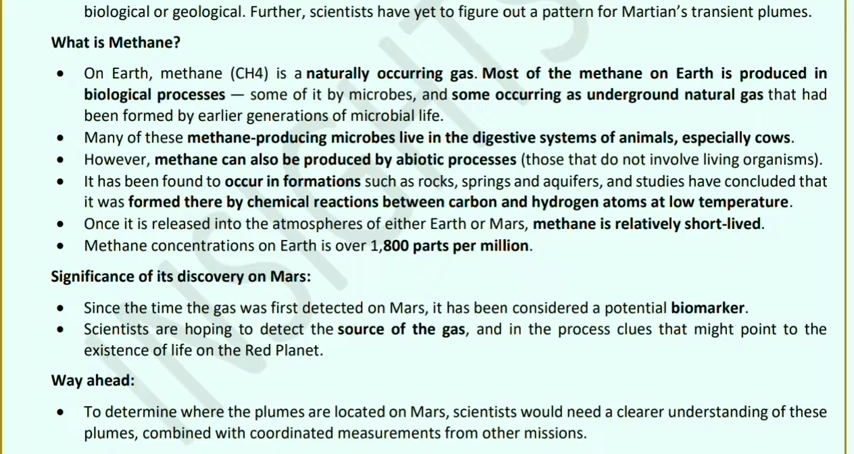 biological or geological. Further, scientists have yet to figure out a pattern for Martian's transient plumes.
What is Methane?
• On Earth, methane (CH4) is a naturally occurring gas. Most of the methane on Earth is produced in
biological processes — some of it by microbes, and some occurring as underground natural gas that had
been formed by earlier generations of microbial life.
• Many of these methane-producing microbes live in the digestive systems of animals, especially cows.
• However, methane can also be produced by abiotic processes (those that do not involve living organisms).
• It has been found to occur in formations such as rocks, springs and aquifers, and studies have concluded that
it was formed there by chemical reactions between carbon and hydrogen atoms at low temperature.
• Once it is released into the atmospheres of either Earth or Mars, methane is relatively short-lived.
• Methane concentrations on Earth is over 1,800 parts per million.
Significance of its discovery on Mars:
• Since the time the gas was first detected on Mars, it has been considered a potential biomarker.
• Scientists are hoping to detect the source of the gas, and in the process clues that might point to the
existence of life on the Red Planet.
Way ahead:
• To determine where the plumes are located on Mars, scientists would need a clearer understanding of these
plumes, combined with coordinated measurements from other missions.
INSIGHTS